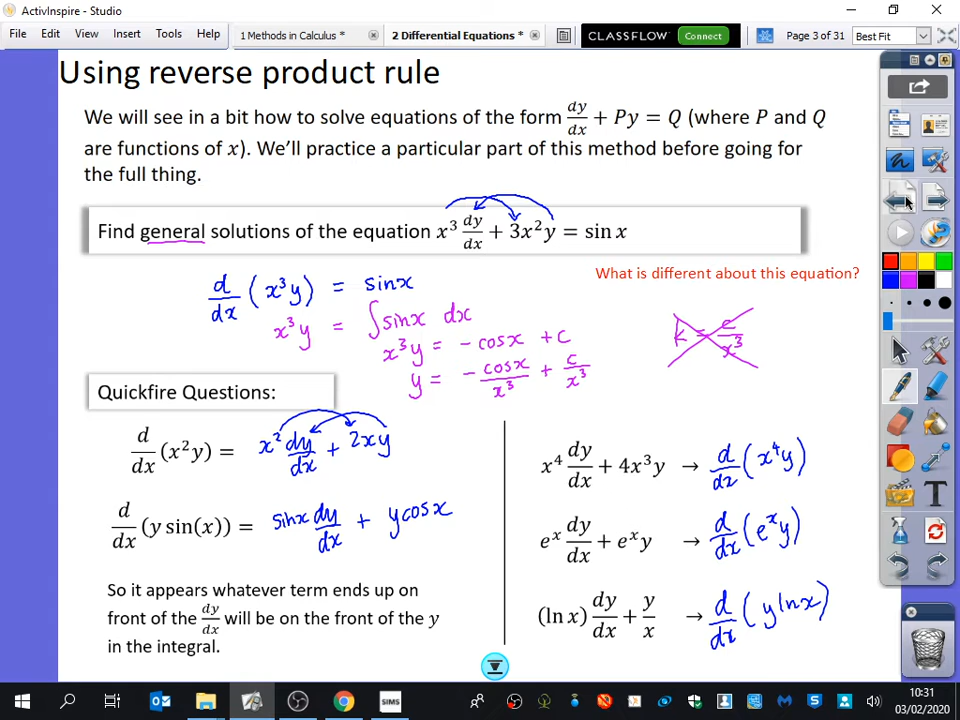 ActivInspire - Studio
File Edit View Insert Tools Help
1 Methods in Calculus *
2 Differential Equations *
CLASSFLOW
Connect
Page 3 of 31
Best Fit
Using reverse product rule
We will see in a bit how to solve equations of the form dy/dx + Py = Q (where P and Q
are functions of x). We'll practice a particular part of this method before going for
the full thing.
Find general solutions of the equation x³ dy/dx + 3x²y = sin x
What is different about this equation?
d/dx (x³y) = sinx
x³y = ∫sinx dx
x³y = -cosx + c
y = - cosx/x³ + c/x³
k = c/x³
Quickfire Questions:
d/dx (x²y) = x² dy/dx + 2xy
d/dx (y sin(x)) = sinx dy/dx + ycosx
So it appears whatever term ends up on
front of the dy/dx will be on the front of the y
in the integral.
x⁴ dy/dx + 4x³y → d/dx (x⁴y)
eˣ dy/dx + eˣy → d/dx (eˣy)
(ln x) dy/dx + y/x → d/dx (y lnx)
SIMS
10:31
03/02/2020